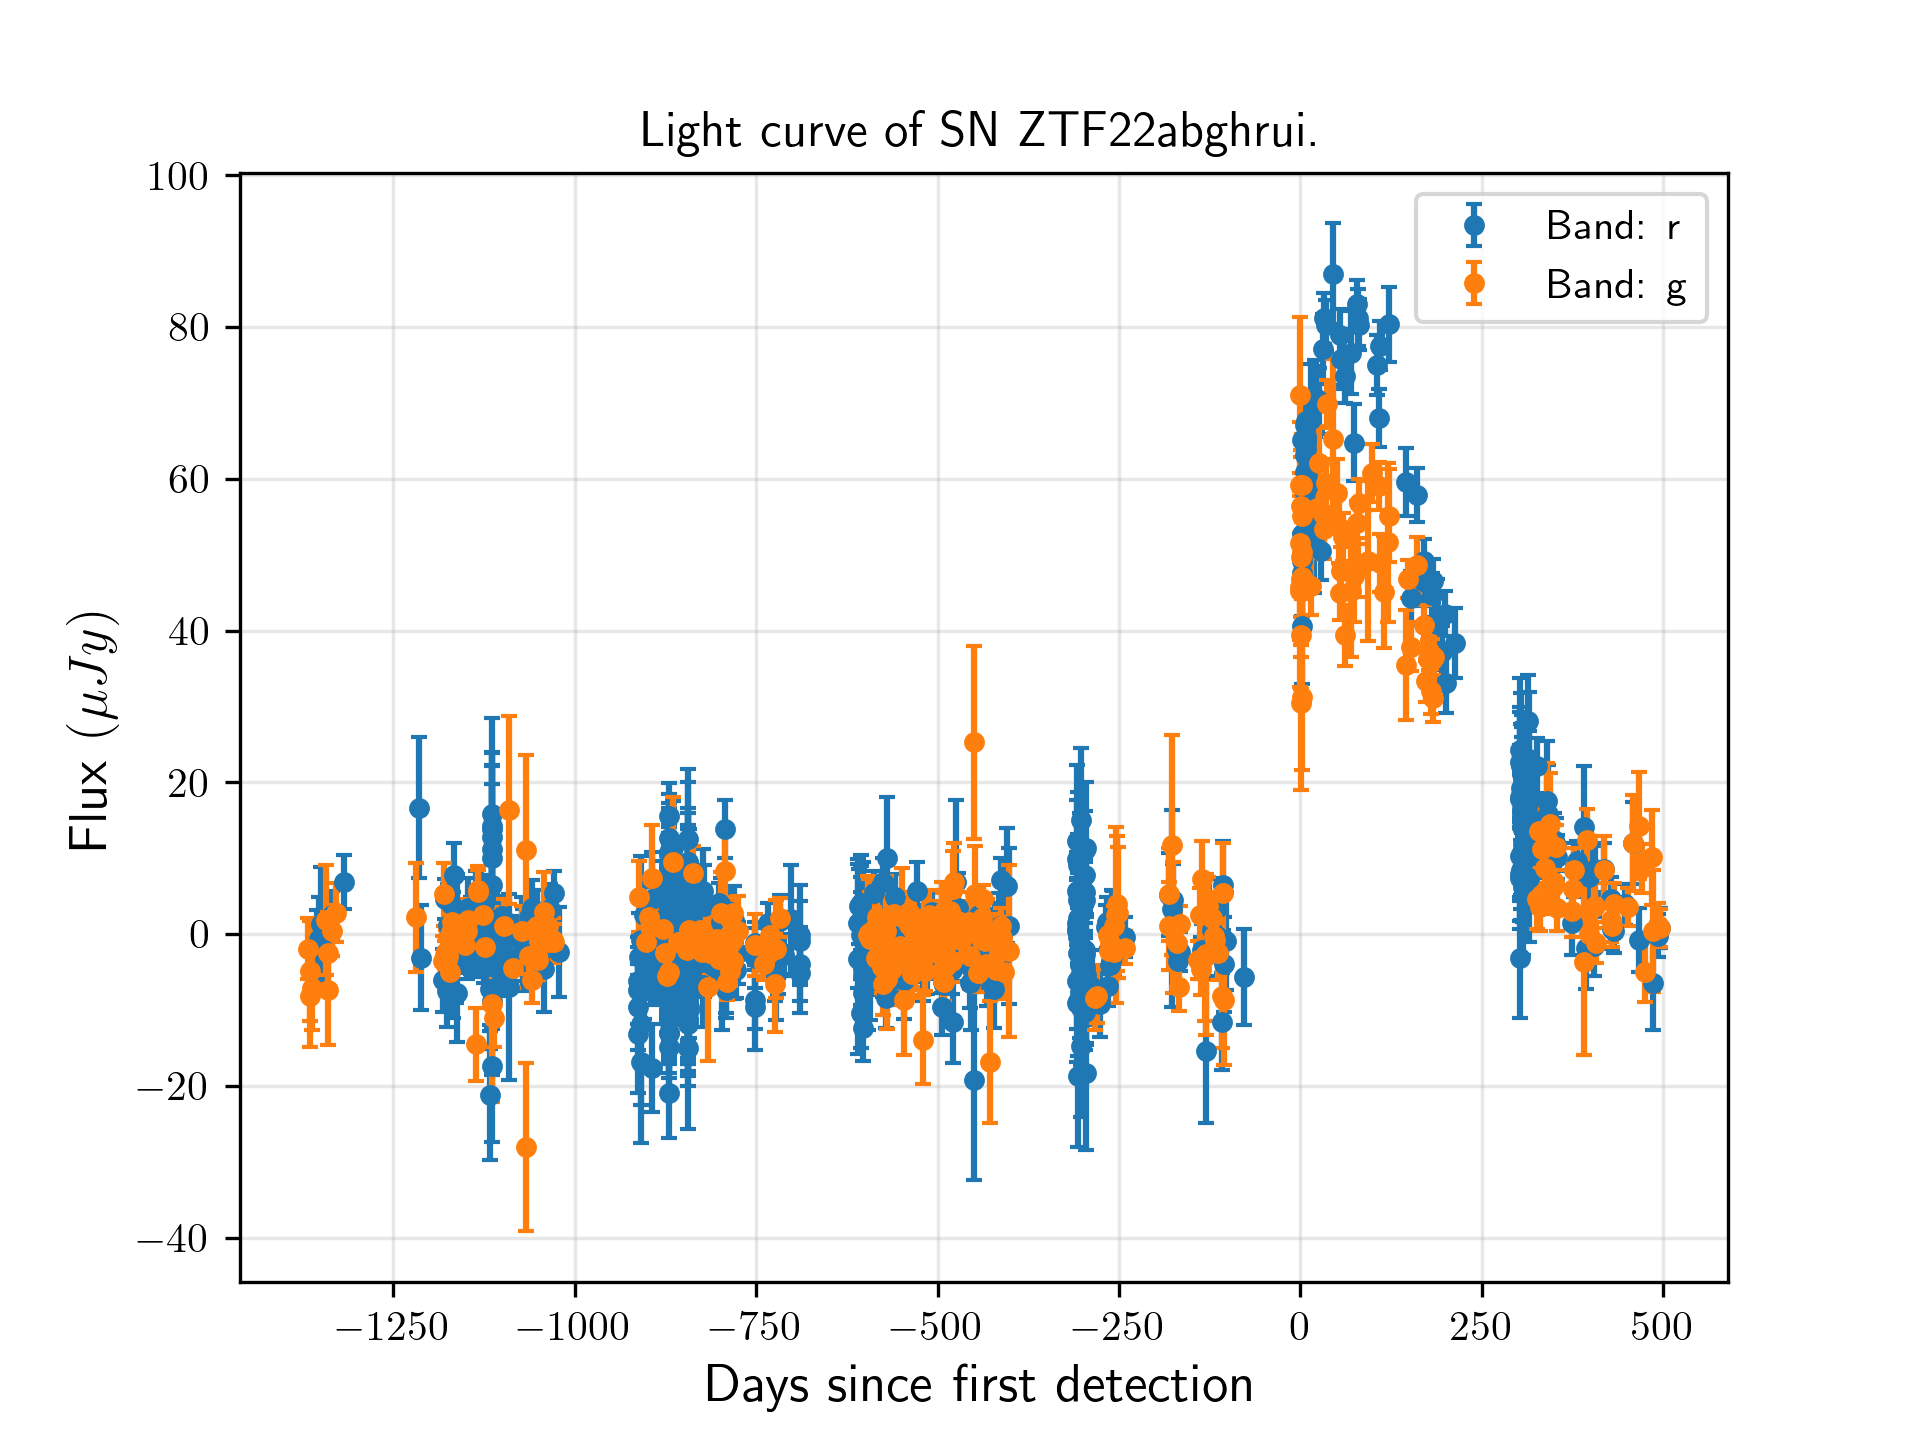 Light curve of SN ZTF22abghrui.
100
80
60
40
20
0
−20
−40
Flux (μJy)
Band: r
Band: g
−1250 −1000 −750 −500 −250 0 250 500
Days since first detection